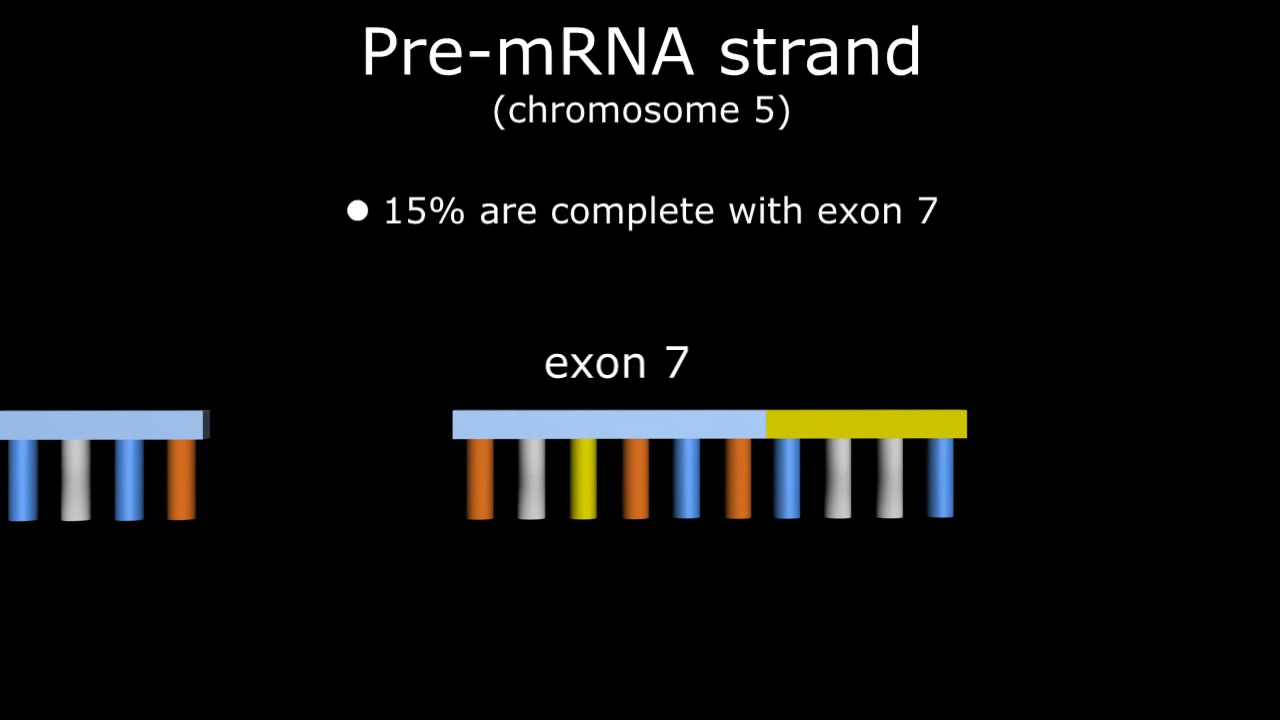 Pre-mRNA strand
(chromosome 5)
● 15% are complete with exon 7
exon 7